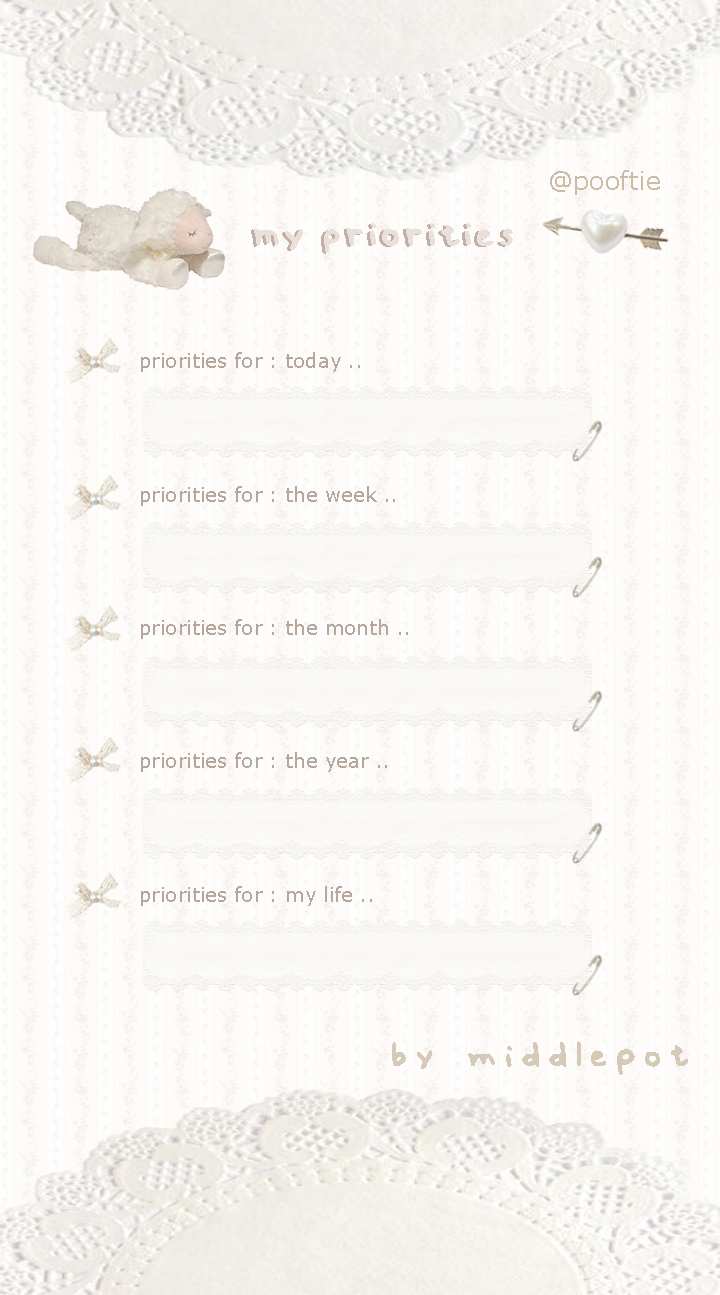 @pooftie
my priorities
priorities for : today ..
priorities for : the week ..
priorities for : the month ..
priorities for : the year ..
priorities for : my life ..
by middlepot